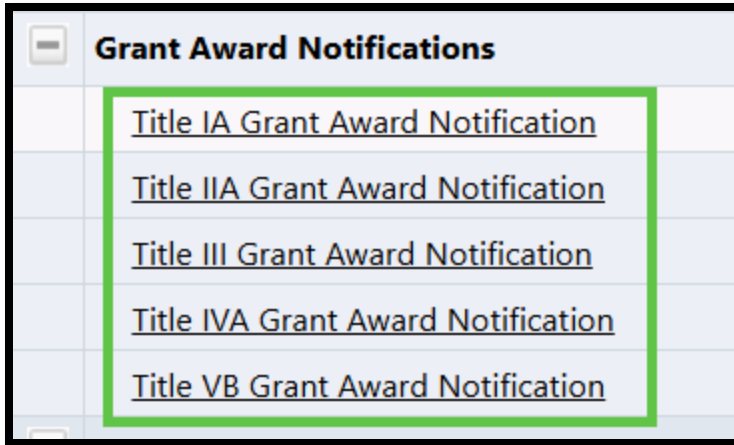 Grant Award Notifications
Title IA Grant Award Notification
Title IIA Grant Award Notification
Title III Grant Award Notification
Title IVA Grant Award Notification
Title VB Grant Award Notification